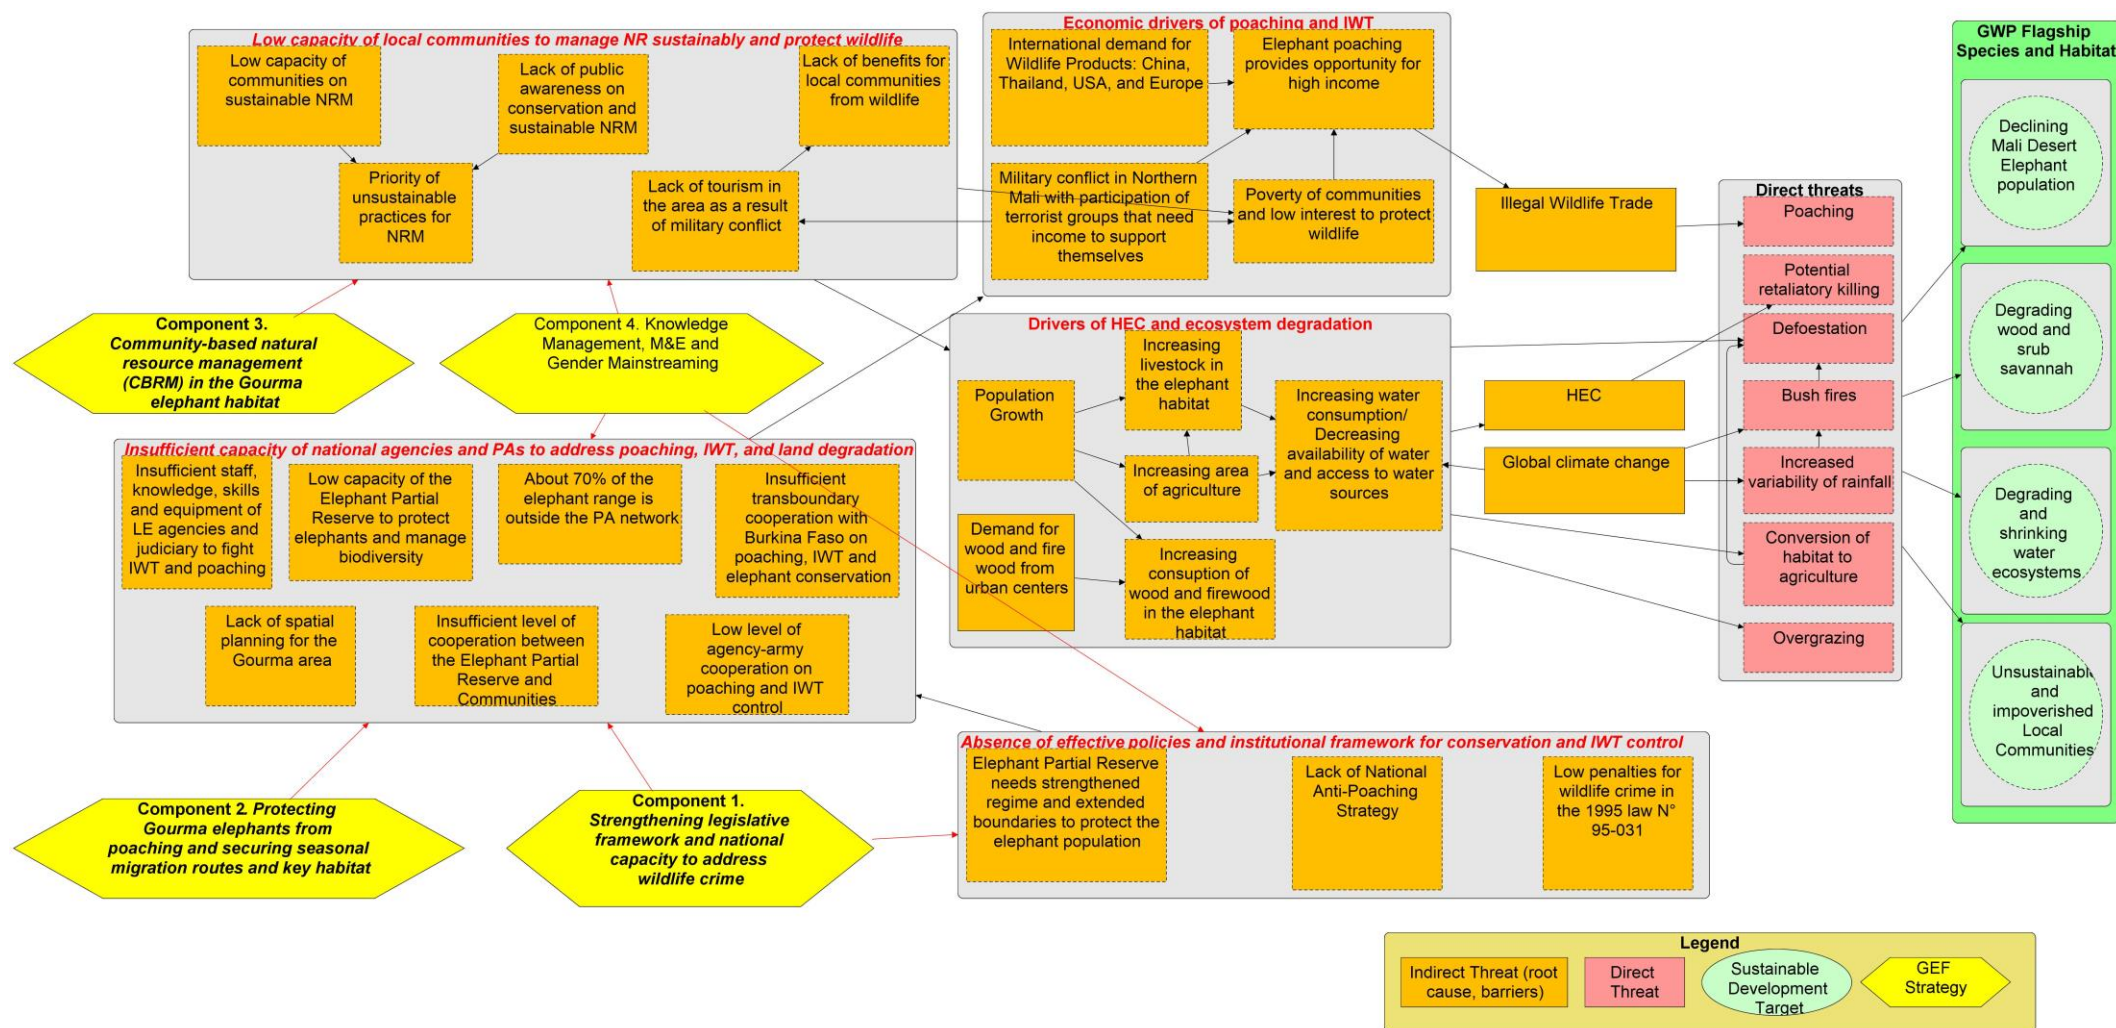 Low capacity of local communities to manage NR sustainably and protect wildlife
Low capacity of
communities on
sustainable NRM
Lack of public
awareness on
conservation and
sustainable NRM
Lack of benefits for
local communities
from wildlife
Priority of
unsustainable
practices for
NRM
Lack of tourism in
the area as a result
of military conflict
Economic drivers of poaching and IWT
International demand for
Wildlife Products: China,
Thailand, USA, and Europe
Elephant poaching
provides opportunity for
high income
Military conflict in Northern
Mali with participation of
terrorist groups that need
income to support
themselves
Poverty of communities
and low interest to protect
wildlife
Illegal Wildlife Trade
Direct threats
Poaching
Potential
retaliatory killing
Defoestation
Bush fires
Increased
variability of rainfall
Conversion of
habitat to
agriculture
Overgrazing
GWP Flagship
Species and Habitat
Declining
Mali Desert
Elephant
population
Degrading
wood and
srub
savannah
Degrading
and
shrinking
water
ecosystems
Unsustainable
and
impoverished
Local
Communities
Component 3.
Community-based natural
resource management
(CBRM) in the Gourma
elephant habitat
Component 4. Knowledge
Management, M&E and
Gender Mainstreaming
Drivers of HEC and ecosystem degradation
Population
Growth
Increasing
livestock in
the elephant
habitat
Increasing area
of agriculture
Increasing water
consumption/
Decreasing
availability of water
and access to water
sources
Demand for
wood and fire
wood from
urban centers
Increasing
consuption of
wood and firewood
in the elephant
habitat
HEC
Global climate change
Insufficient capacity of national agencies and PAs to address poaching, IWT, and land degradation
Insufficient staff,
knowledge, skills
and equipment of
LE agencies and
judiciary to fight
IWT and poaching
Low capacity of the
Elephant Partial
Reserve to protect
elephants and manage
biodiversity
About 70% of the
elephant range is
outside the PA network
Insufficient
transboundary
cooperation with
Burkina Faso on
poaching, IWT and
elephant conservation
Lack of spatial
planning for the
Gourma area
Insufficient level of
cooperation between
the Elephant Partial
Reserve and
Communities
Low level of
agency-army
cooperation on
poaching and IWT
control
Absence of effective policies and institutional framework for conservation and IWT control
Elephant Partial Reserve
needs strengthened
regime and extended
boundaries to protect the
elephant population
Lack of National
Anti-Poaching
Strategy
Low penalties for
wildlife crime in
the 1995 law N°
95-031
Component 2. Protecting
Gourma elephants from
poaching and securing seasonal
migration routes and key habitat
Component 1.
Strengthening legislative
framework and national
capacity to address
wildlife crime
Legend
Indirect Threat (root
cause, barriers)
Direct
Threat
Sustainable
Development
Target
GEF
Strategy